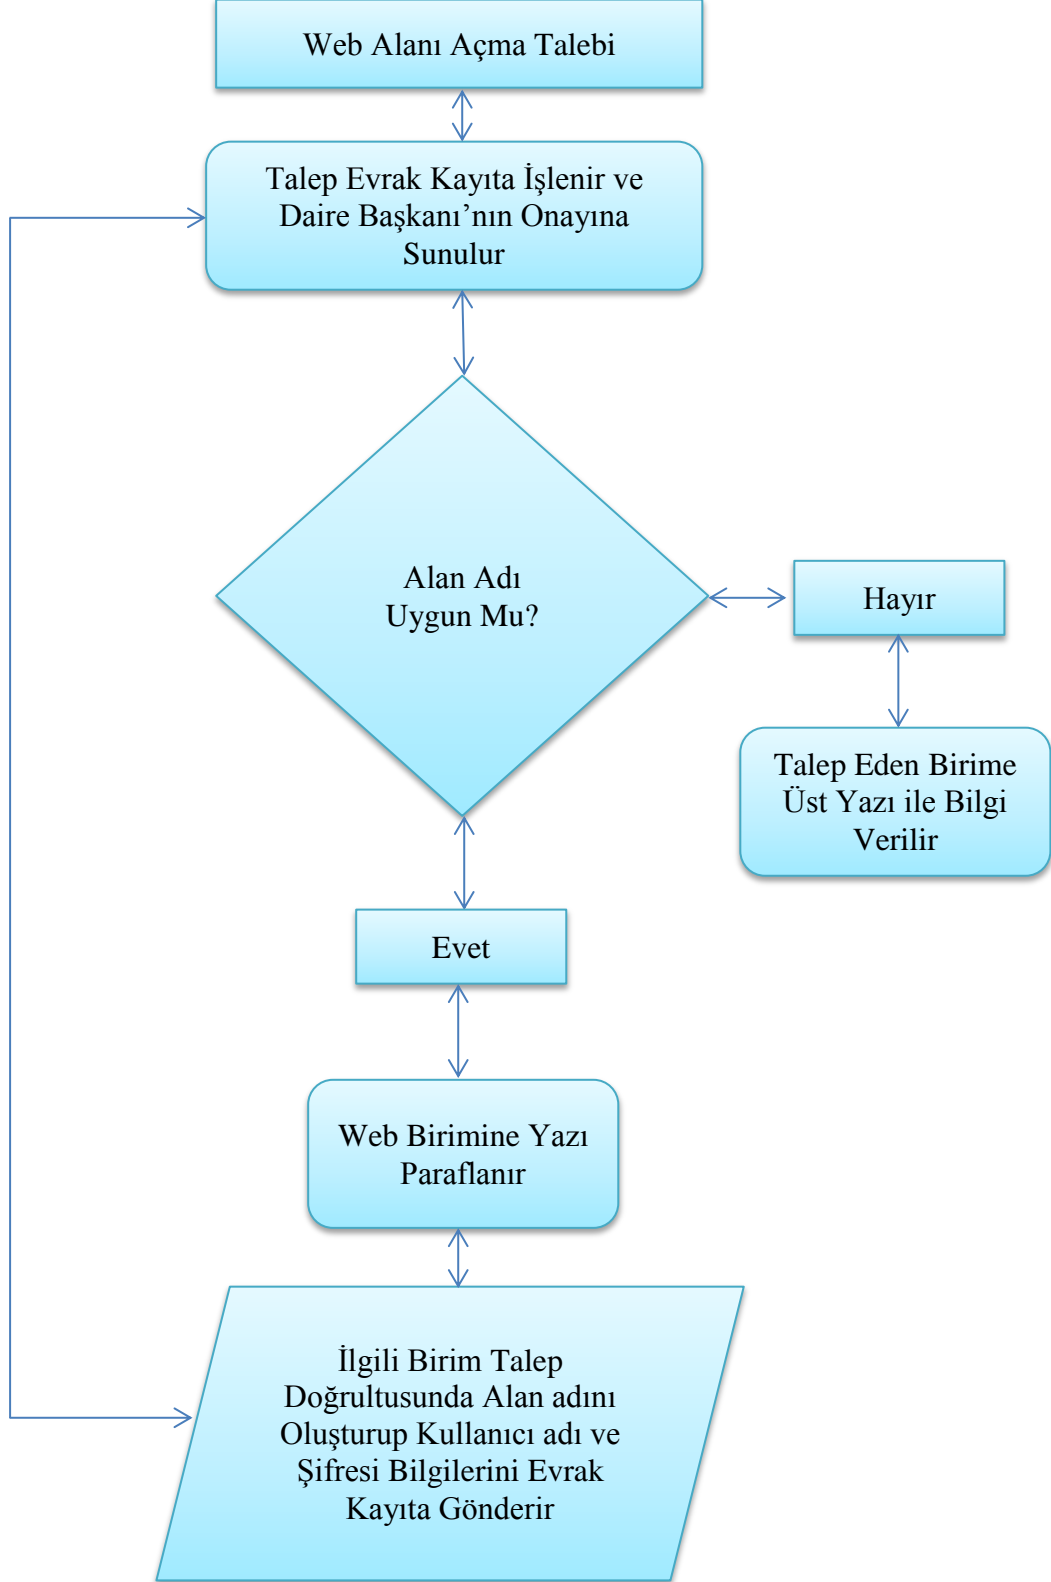 Web Alanı Açma Talebi
Talep Evrak Kayıta İşlenir ve
Daire Başkanı’nın Onayına
Sunulur
Alan Adı
Uygun Mu?
Hayır
Talep Eden Birime
Üst Yazı ile Bilgi
Verilir
Evet
Web Birimine Yazı
Paraflanır
İlgili Birim Talep
Doğrultusunda Alan adını
Oluşturup Kullanıcı adı ve
Şifresi Bilgilerini Evrak
Kayıta Gönderir